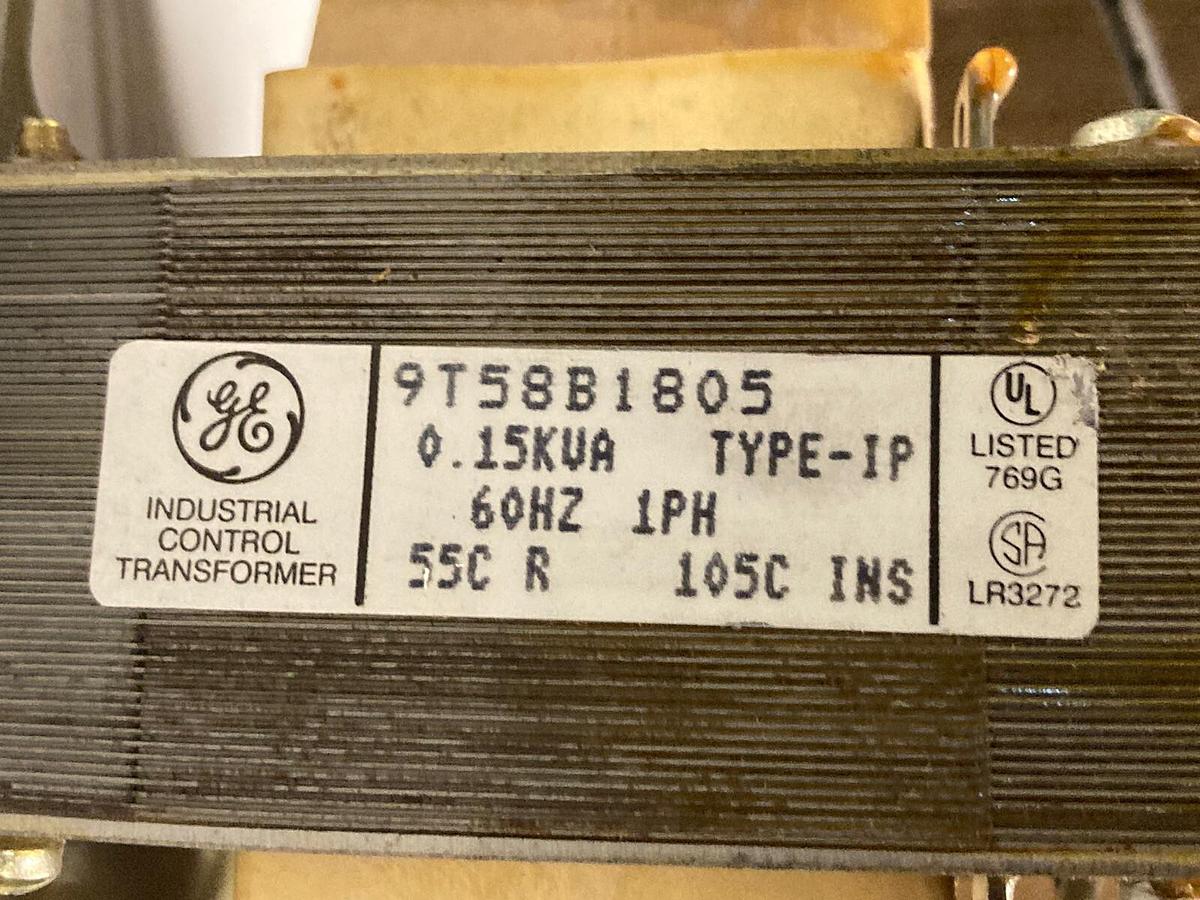 GE
INDUSTRIAL
CONTROL
TRANSFORMER
9T58B1805
0.15KVA TYPE-IP
60HZ 1PH
55C R 105C INS
UL
LISTED
769G
SA
LR3272